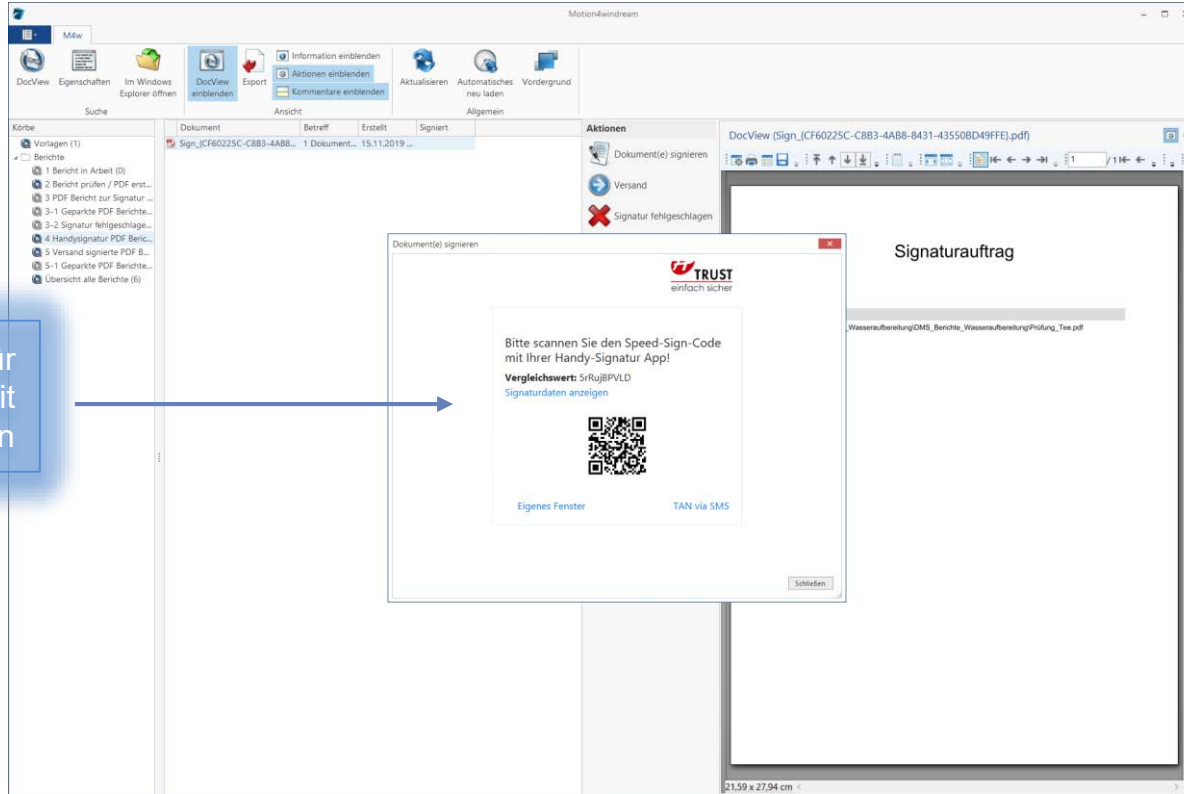 Motion4windream
M4w
DocView
Eigenschaften
Im Windows
Explorer öffnen
Suche
DocView
einblenden
Export
Information einblenden
Aktionen einblenden
Kommentare einblenden
Ansicht
Aktualisieren
Automatisches
neu laden
Vordergrund
Allgemein
Körbe
Vorlagen (1)
Berichte
1 Bericht in Arbeit (0)
2 Bericht prüfen / PDF erst...
3 PDF Bericht zur Signatur ...
3-1 Geparkte PDF Berichte...
3-2 Signatur fehlgeschlage...
4 Handysignatur PDF Beric...
5 Versand signierte PDF B...
5-1 Geparkte PDF Berichte...
Übersicht alle Berichte (6)
Dokument Betreff Erstellt Signiert
Sign_(CF60225C-C8B3-4AB8... 1 Dokument... 15.11.2019 ...
Aktionen
Dokument(e) signieren
Versand
Signatur fehlgeschlagen
Dokument(e) signieren
TRUST
einfach sicher
Bitte scannen Sie den Speed-Sign-Code
mit Ihrer Handy-Signatur App!
Vergleichswert: 5rRujBPVLD
Signaturdaten anzeigen
Eigenes Fenster TAN via SMS
Schließen
DocView (Sign_(CF60225C-C8B3-4AB8-8431-43550BD49FFE).pdf)
1 / 1
Signaturauftrag
_Wasseraufbereitung\DMS_Berichte_Wasseraufbereitung\Prüfung_Tee.pdf
21,59 x 27,94 cm
it
n